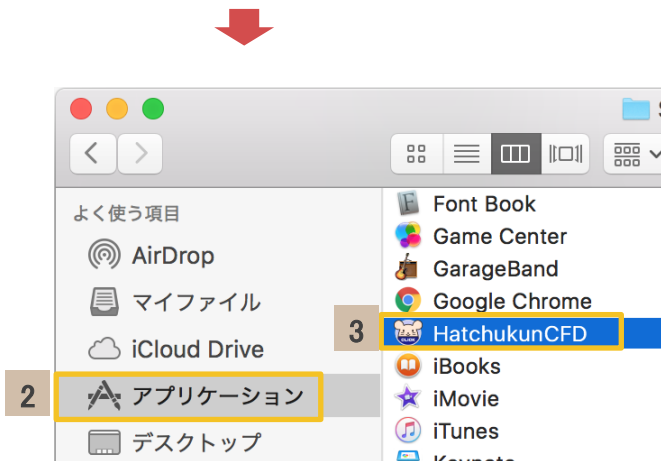 よく使う項目
AirDrop
マイファイル
iCloud Drive
2
アプリケーション
デスクトップ
Font Book
Game Center
GarageBand
Google Chrome
3
HatchukunCFD
iBooks
iMovie
iTunes